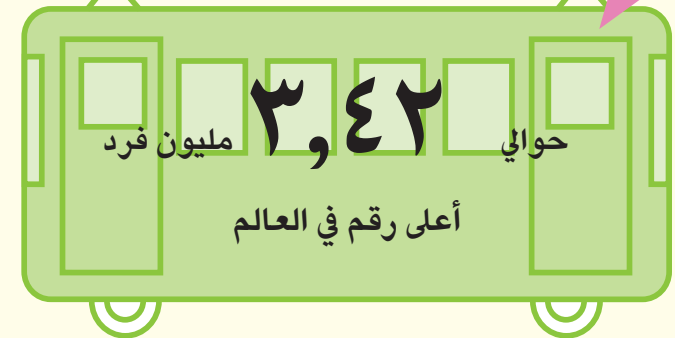 حوالي ٣,٤٢ مليون فرد
أعلى رقم في العالم